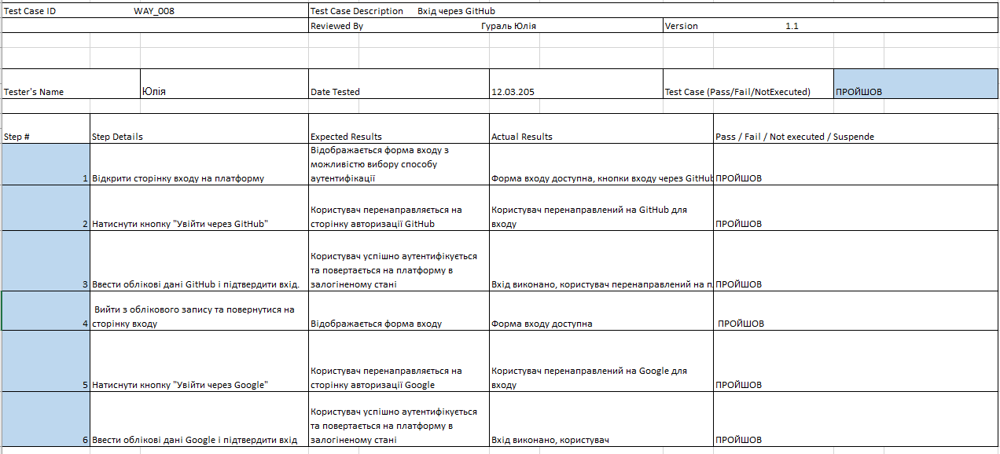 Test Case ID WAY_008 Test Case Description Вхід через GitHub
Reviewed By Гураль Юлія Version 1.1
Tester's Name Юлія Date Tested 12.03.205 Test Case (Pass/Fail/NotExecuted) ПРОЙШОВ
Step # Step Details Expected Results Actual Results Pass / Fail / Not executed / Suspende
1 Відкрити сторінку входу на платформу
Відображається форма входу з
можливістю вибору способу
аутентифікації
Форма входу доступна, кнопки входу через GitHub
ПРОЙШОВ
2 Натиснути кнопку "Увійти через GitHub"
Користувач перенаправляється на
сторінку авторизації GitHub
Користувач перенаправлений на GitHub для
входу
ПРОЙШОВ
3 Ввести облікові дані GitHub і підтвердити вхід.
Користувач успішно аутентифікується
та повертається на платформу в
залогіненому стані
Вхід виконано, користувач перенаправлений на п
ПРОЙШОВ
4 Вийти з облікового запису та повернутися на
сторінку входу
Відображається форма входу
Форма входу доступна
ПРОЙШОВ
5 Натиснути кнопку "Увійти через Google"
Користувач перенаправляється на
сторінку авторизації Google
Користувач перенаправлений на Google для
входу
ПРОЙШОВ
6 Ввести облікові дані Google і підтвердити вхід
Користувач успішно аутентифікується
та повертається на платформу в
залогіненому стані
Вхід виконано, користувач
ПРОЙШОВ